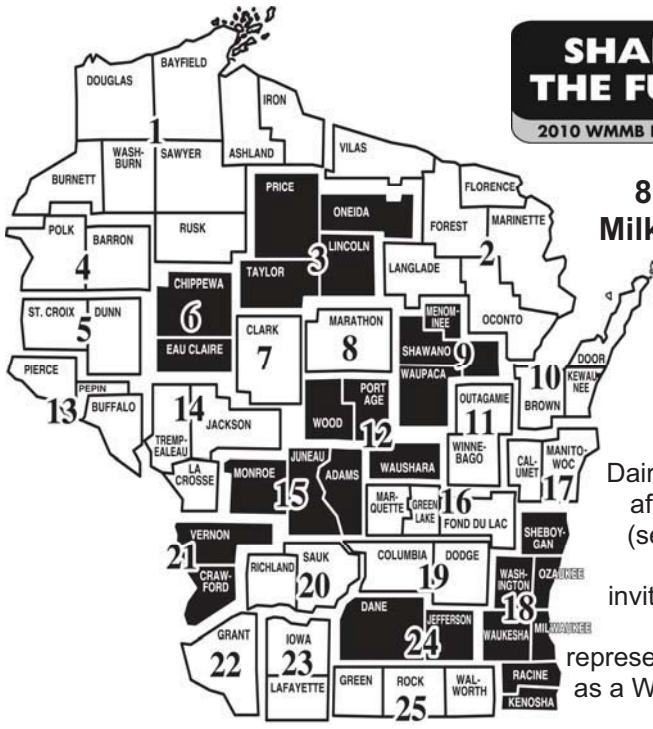 SHA
THE FU
2010 WMMB
8
Milk
Dair
af
(se
invit
represe
as a W
DOUGLAS
BAYFIELD
IRON
1
WASH-
BURN
SAWYER
ASHLAND
VILAS
BURNETT
PRICE
ONEIDA
FLORENCE
FOREST
MARINETTE
POLK
BARRON
RUSK
4
TAYLOR
3
LINCOLN
LANGLADE
2
OCONTO
CHIPPEWA
6
EAU CLAIRE
ST. CROIX
5
DUNN
CLARK
7
MARATHON
8
MENOM-
INEE
SHAWANO
9
WAUPACA
DOOR
10
KEWAU
NEE
BROWN
PIERCE
PEPIN
13
BUFFALO
14
TREMP-
EALEAU
JACKSON
LA
CROSSE
WOOD
PORT
AGE
12
OUTAGAMIE
11
WINNE-
BAGO
CAL-
UMET
MANITO-
WOC
17
MONROE
JUNEAU
15
ADAMS
WAUSHARA
MAR-
QUETTE
GREEN
LAKE
16
FOND DU LAC
SHEBOY-
GAN
VERNON
21
CRAW-
FORD
RICHLAND
SAUK
20
COLUMBIA
19
DODGE
WASH-
INGTON
OZAUKEE
18
WAUKESHA
MILWAUKEE
GRANT
22
IOWA
23
LAFAYETTE
DANE
24
JEFFERSON
GREEN
ROCK
25
WAL-
WORTH
RACINE
KENOSHA